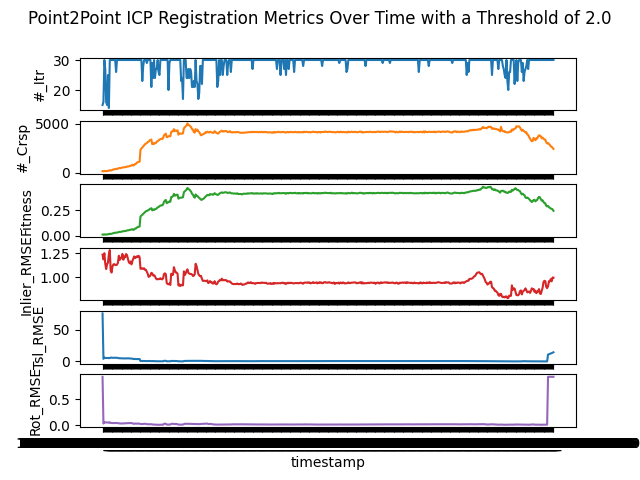 Point2Point ICP Registration Metrics Over Time with a Threshold of 2.0
#_Itr
30
20
#_Crsp
5000
0
Fitness
0.25
0.00
Inlier_RMSE
1.25
1.00
Tsl_RMSE
50
0
Rot_RMSE
0.5
0.0
timestamp